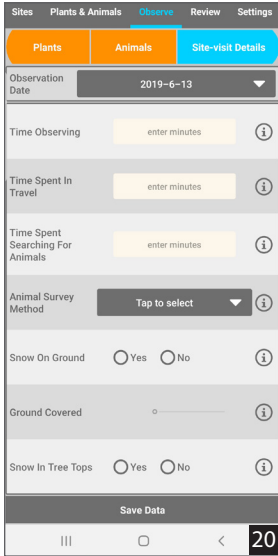 Sites Plants & Animals Observe Review Settings
Plants Animals Site-visit Details
Observation
Date
2019-6-13
Time Observing enter minutes
Time Spent In
Travel
enter minutes
Time Spent
Searching For
Animals
enter minutes
Animal Survey
Method
Tap to select
Snow On Ground Yes No
Ground Covered
Snow In Tree Tops Yes No
Save Data
20